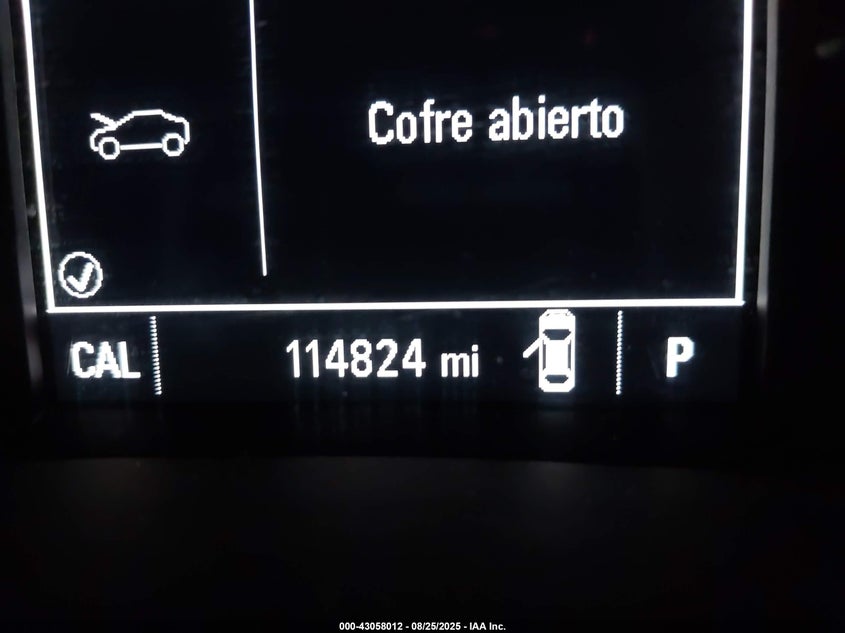 Cofre abierto
CAL 114824 mi P
000-43058012 - 08/25/2025 - IAA Inc.